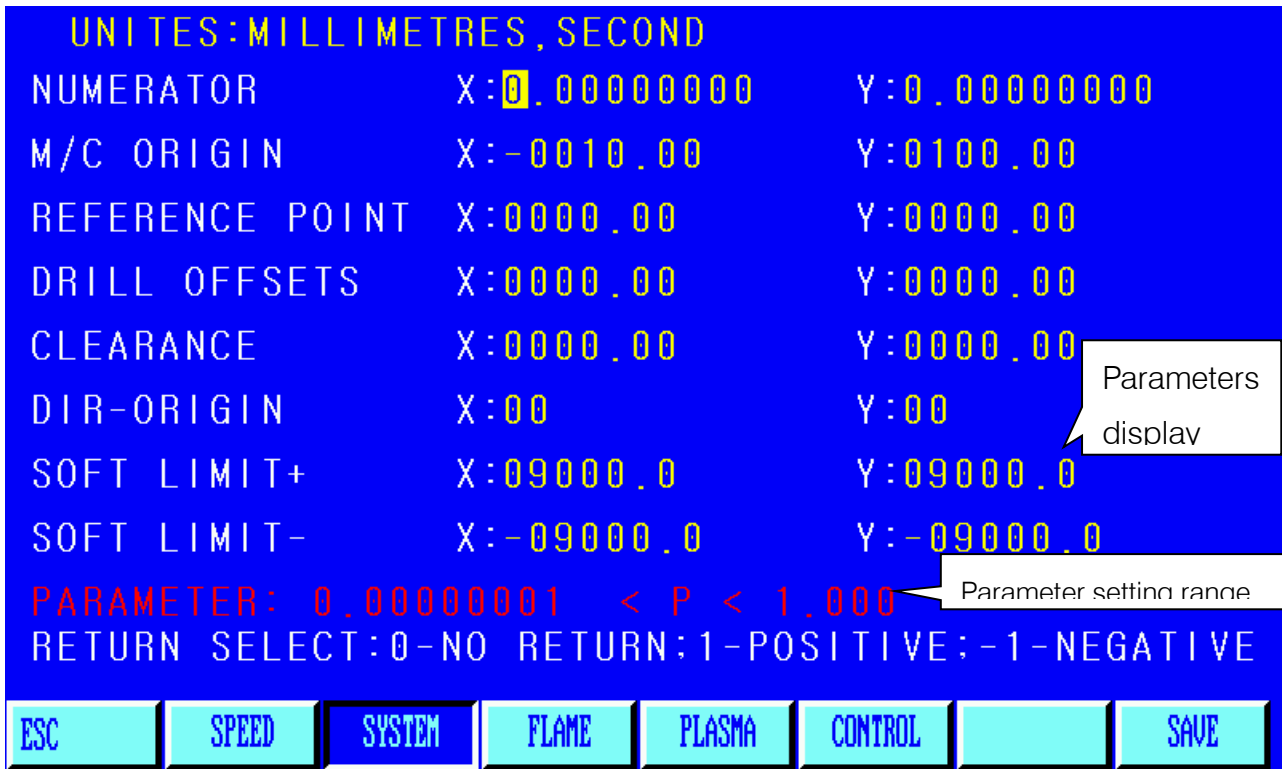 UNITES:MILLIMETRES,SECOND
NUMERATOR X:0.00000000 Y:0.00000000
M/C ORIGIN X:-0010.00 Y:0100.00
REFERENCE POINT X:0000.00 Y:0000.00
DRILL OFFSETS X:0000.00 Y:0000.00
CLEARANCE X:0000.00 Y:0000.00
Parameters
display
DIR-ORIGIN X:00 Y:00
SOFT LIMIT+ X:09000.0 Y:09000.0
SOFT LIMIT- X:-09000.0 Y:-09000.0
Parameter setting range
PARAMETER: 0.00000001 < P < 1.000
RETURN SELECT:0-NO RETURN;1-POSITIVE;-1-NEGATIVE
ESC SPEED SYSTEM FLAME PLASMA CONTROL SAVE